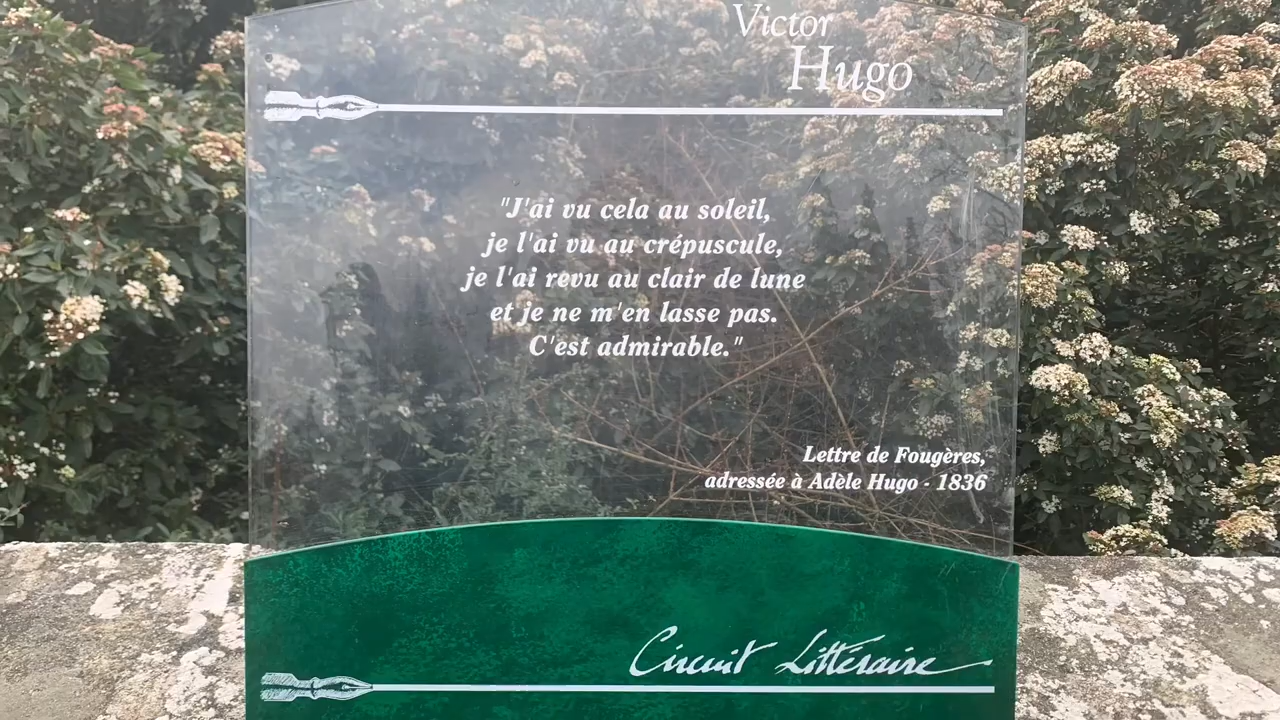 Victor
Hugo
"J'ai vu cela au soleil,
je l'ai vu au crépuscule,
je l'ai revu au clair de lune
et je ne m'en lasse pas.
C'est admirable."
Lettre de Fougères,
adressée à Adèle Hugo - 1836
Circuit Littéraire